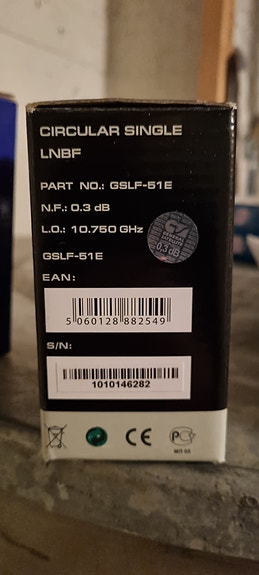 CIRCULAR SINGLE
LNBF
PART NO.: GSLF-51E
N.F.: 0.3 dB
L.O.: 10.750 GHz
0.3 dB
GSLF-51E
EAN:
5 060128 882549
S/N:
1010146282
CE